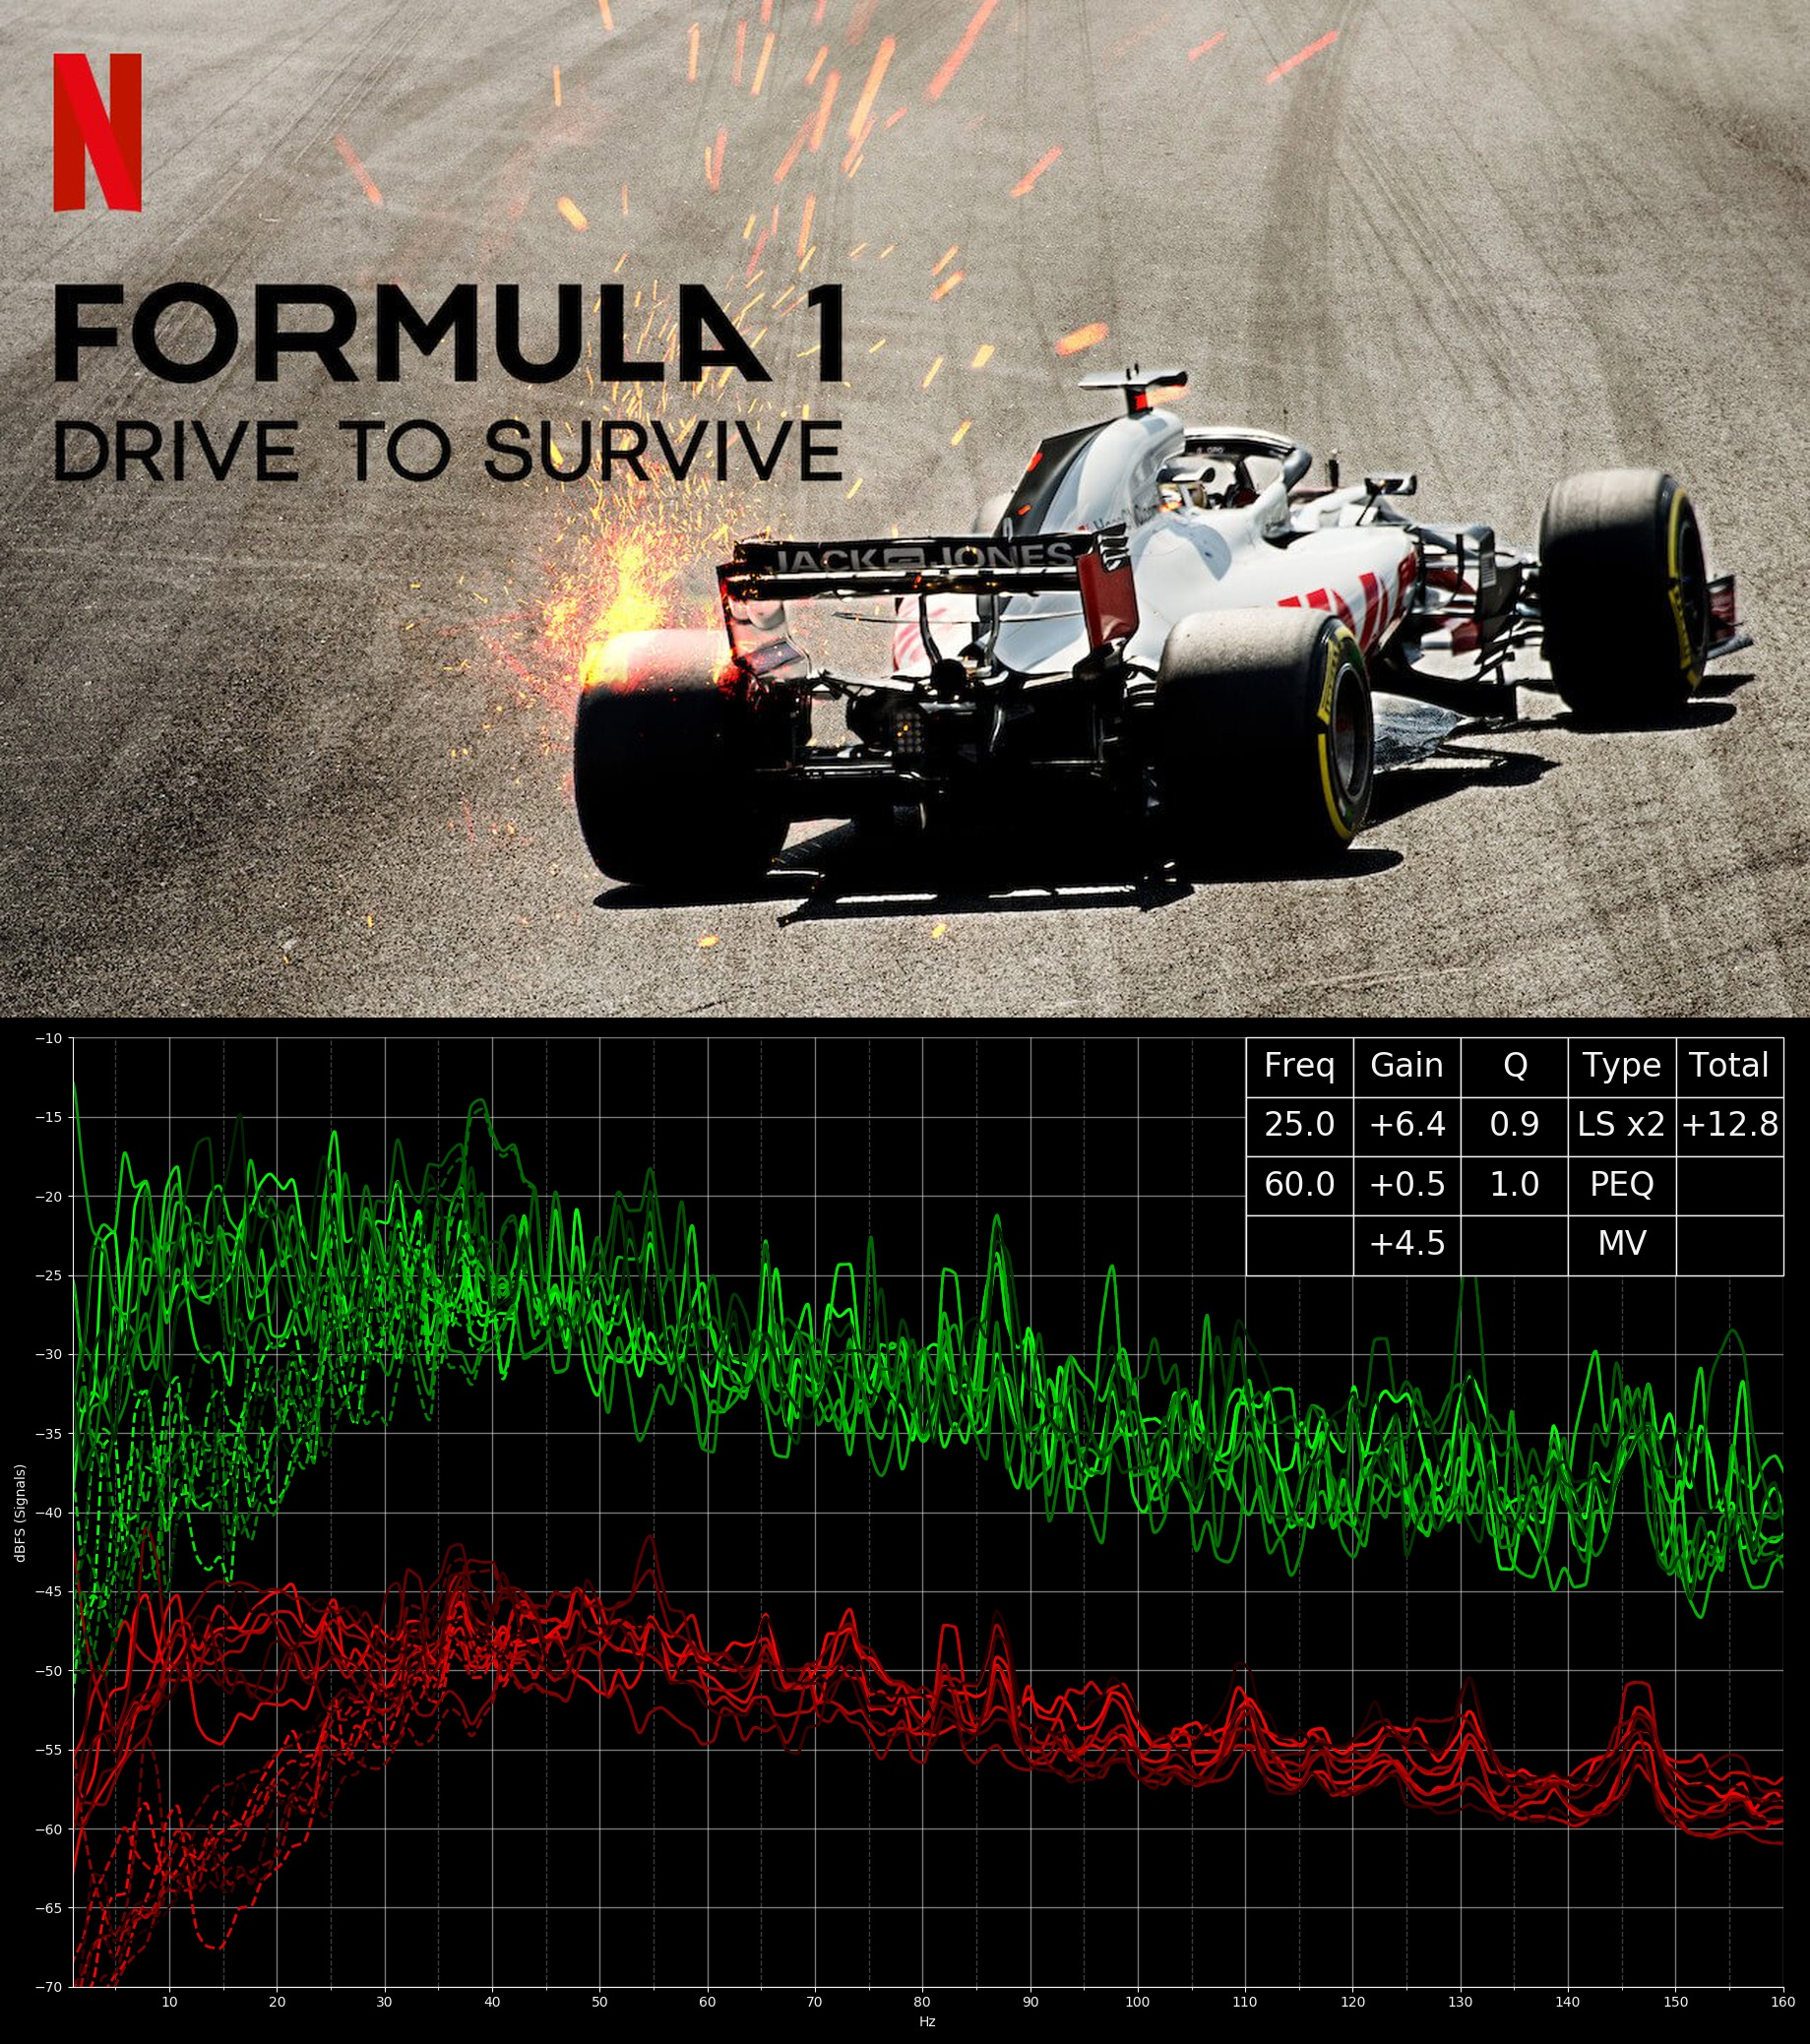 N
FORMULA 1
DRIVE TO SURVIVE
JACK JONES
Freq Gain Q Type Total
25.0 +6.4 0.9 LS x2 +12.8
60.0 +0.5 1.0 PEQ
+4.5 MV
−10
−15
−20
−25
−30
−35
−40
−45
−50
−55
−60
−65
−70
dBFS (Signals)
10 20 30 40 50 60 70 80 90 100 110 120 130 140 150 160
Hz